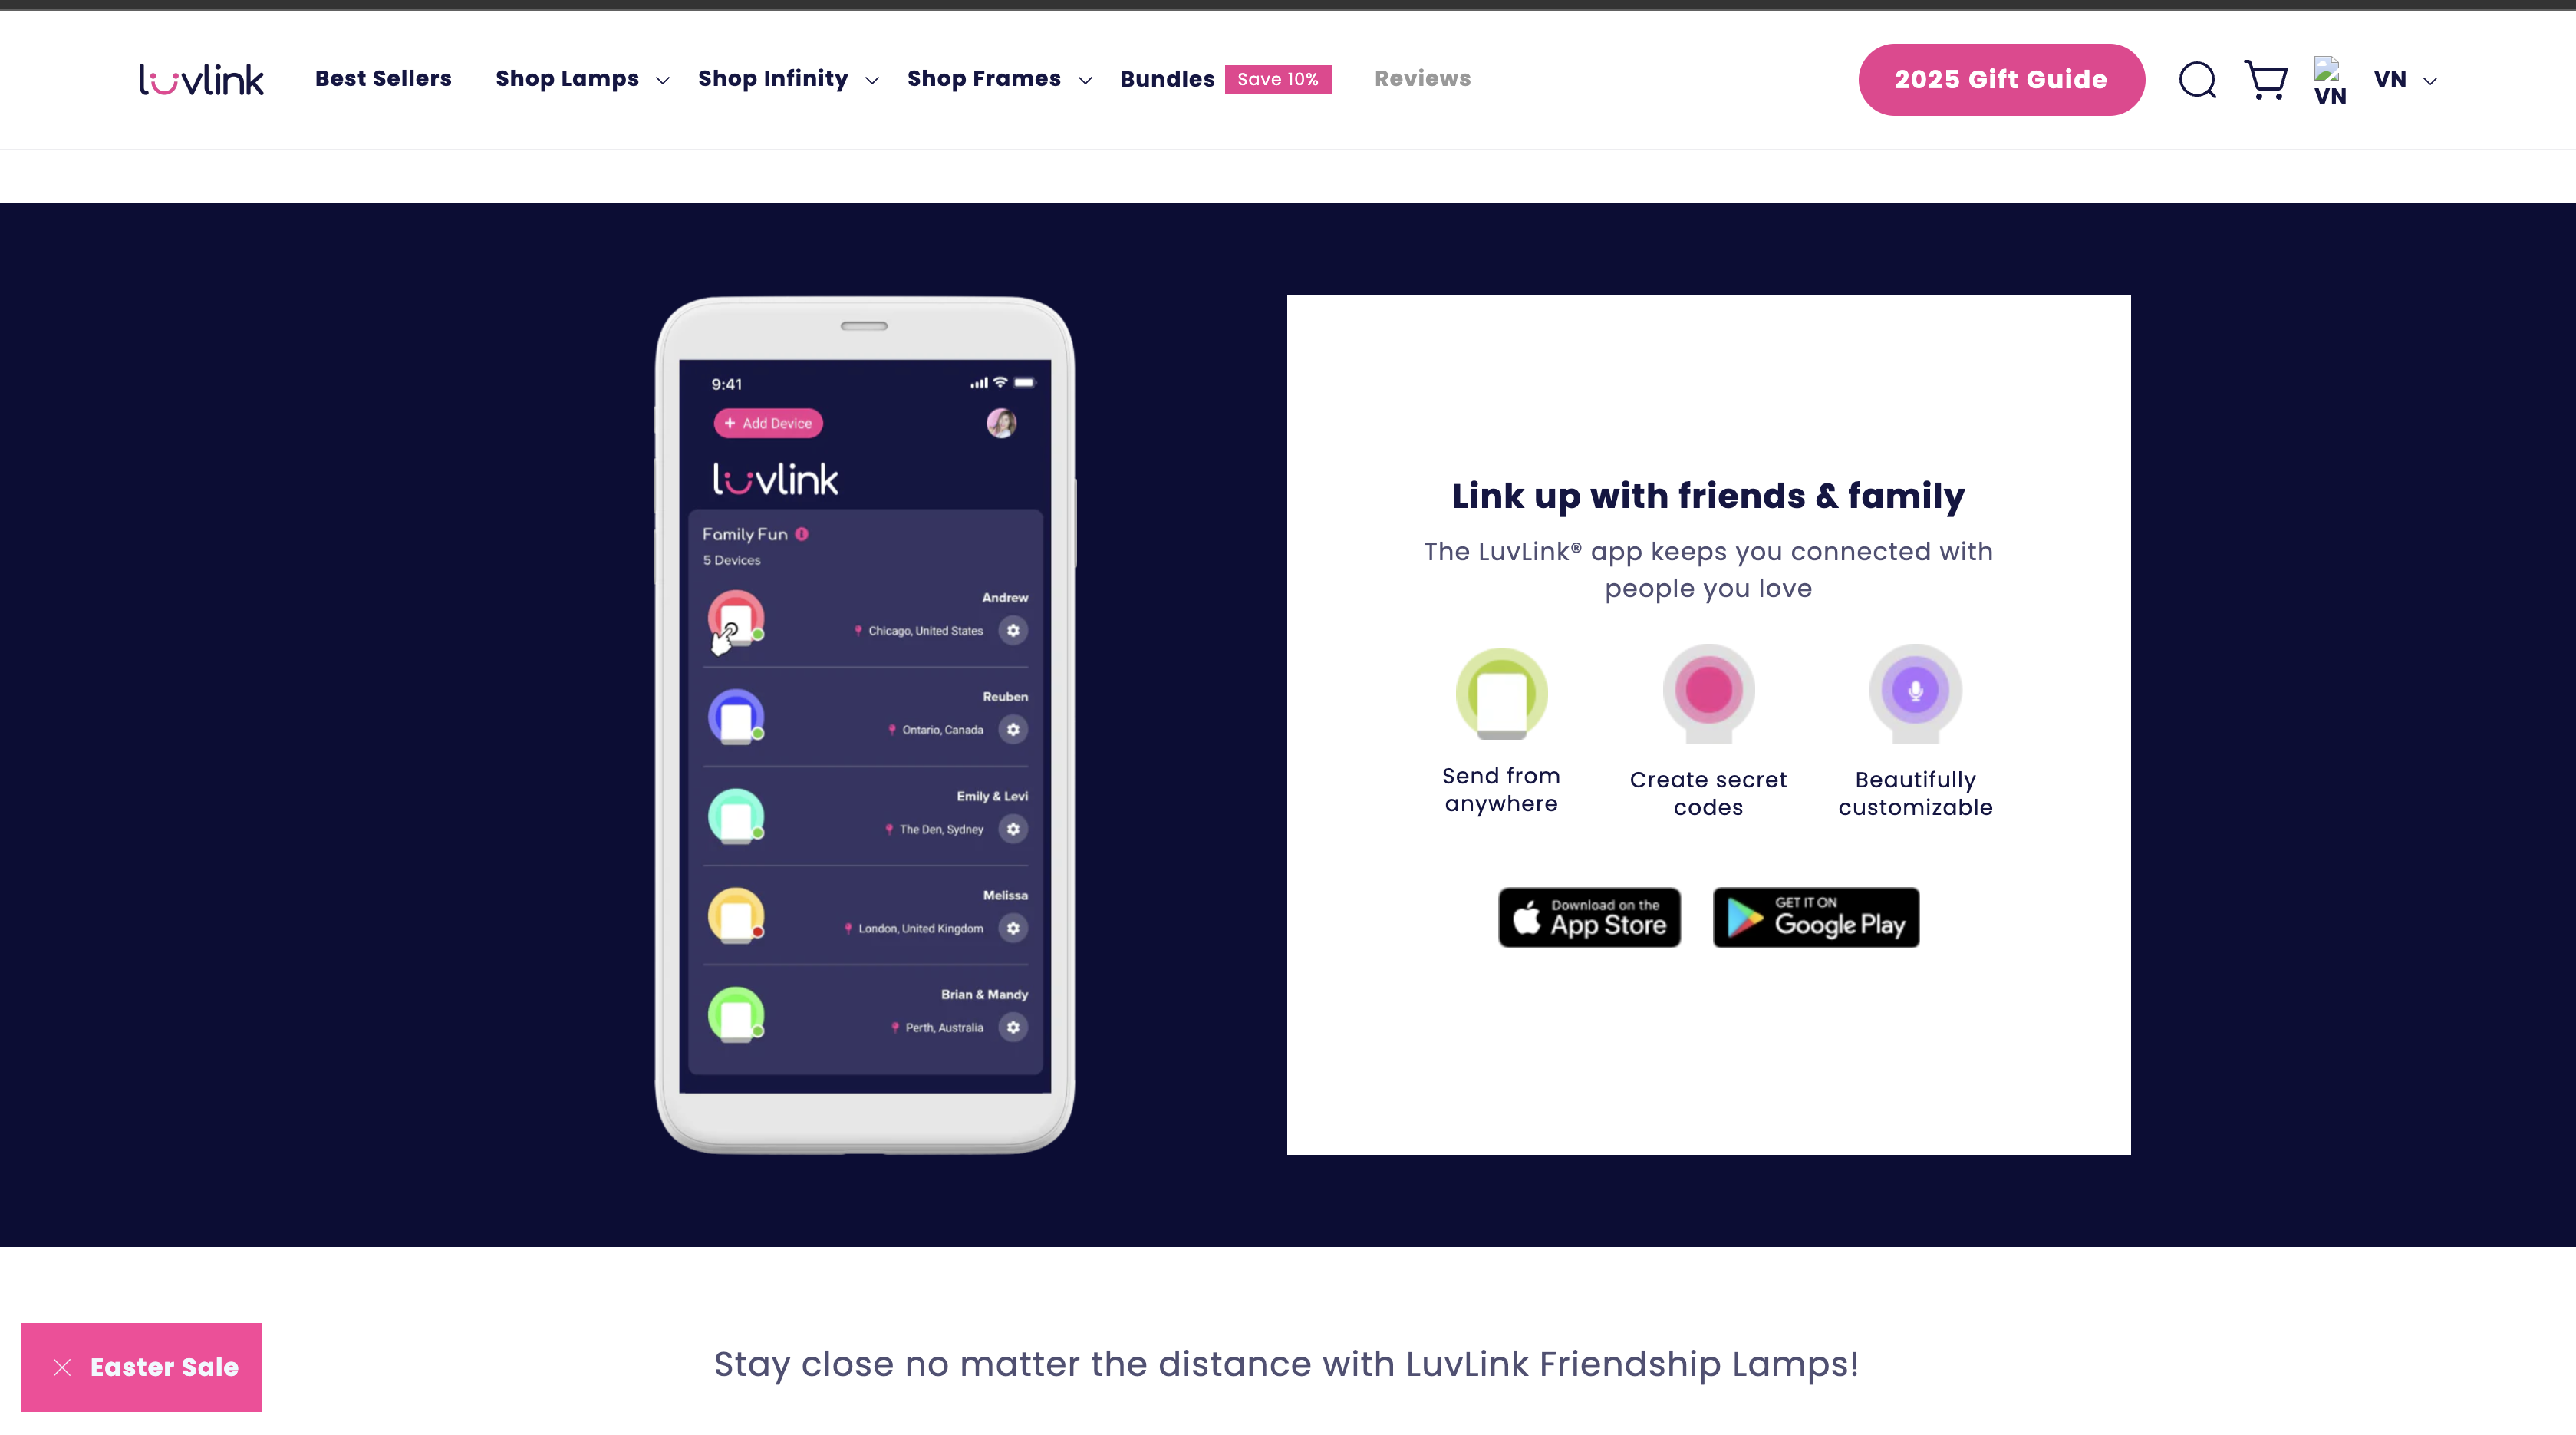 luvlink
Best Sellers
Shop Lamps
Shop Infinity
Shop Frames
Bundles Save 10%
Reviews
2025 Gift Guide
VN
VN
9:41
+ Add Device
luvlink
Family Fun
5 Devices
Andrew
Chicago, United States
Reuben
Ontario, Canada
Emily & Levi
The Den, Sydney
Melissa
London, United Kingdom
Brian & Mandy
Perth, Australia
Link up with friends & family
The LuvLink® app keeps you connected with
people you love
Send from
anywhere
Create secret
codes
Beautifully
customizable
Download on the
App Store
GET IT ON
Google Play
Easter Sale
Stay close no matter the distance with LuvLink Friendship Lamps!